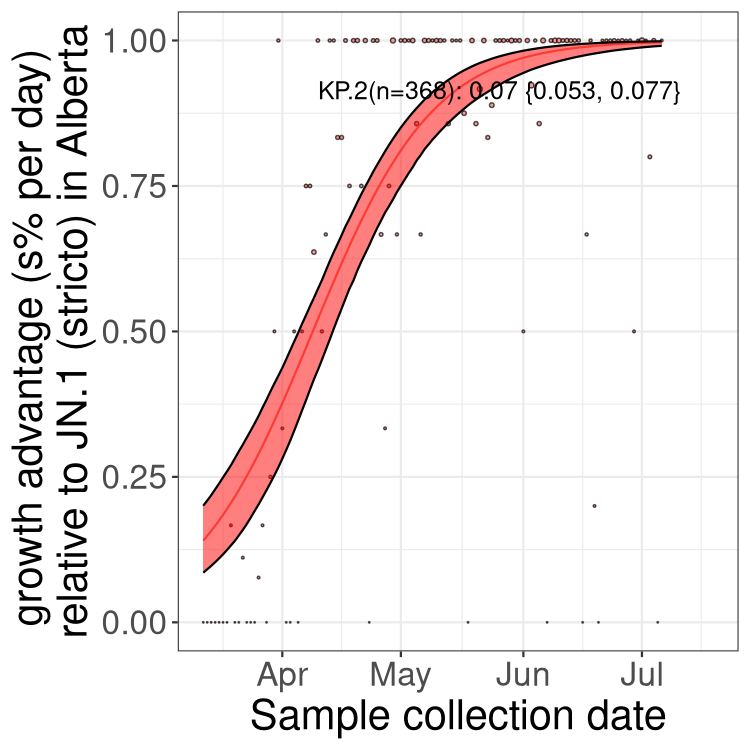 growth advantage (s% per day)
relative to JN.1 (stricto) in Alberta
1.00
0.75
0.50
0.25
0.00
KP.2(n=368): 0.07 {0.053, 0.077}
Apr May Jun Jul
Sample collection date